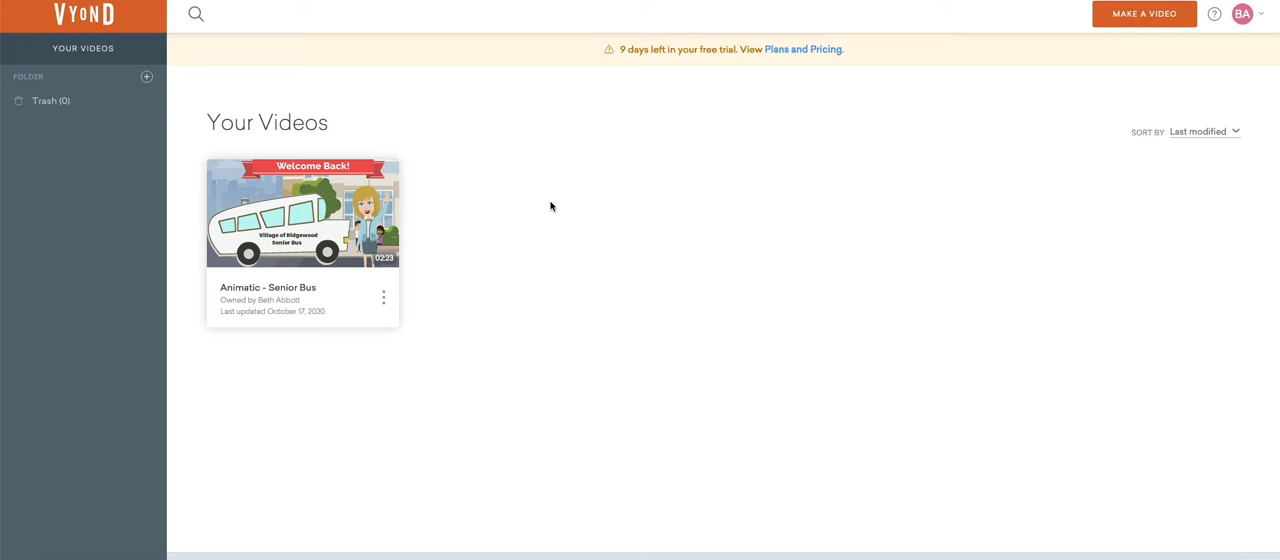 VYOND
MAKE A VIDEO
BA
YOUR VIDEOS
9 days left in your free trial. View Plans and Pricing.
FOLDER
Trash (0)
Your Videos
SORT BY Last modified
Welcome Back!
Village of Ridgewood
Senior Bus
02:23
Animatic - Senior Bus
Owned by Beth Abbott
Last updated October 17, 2020